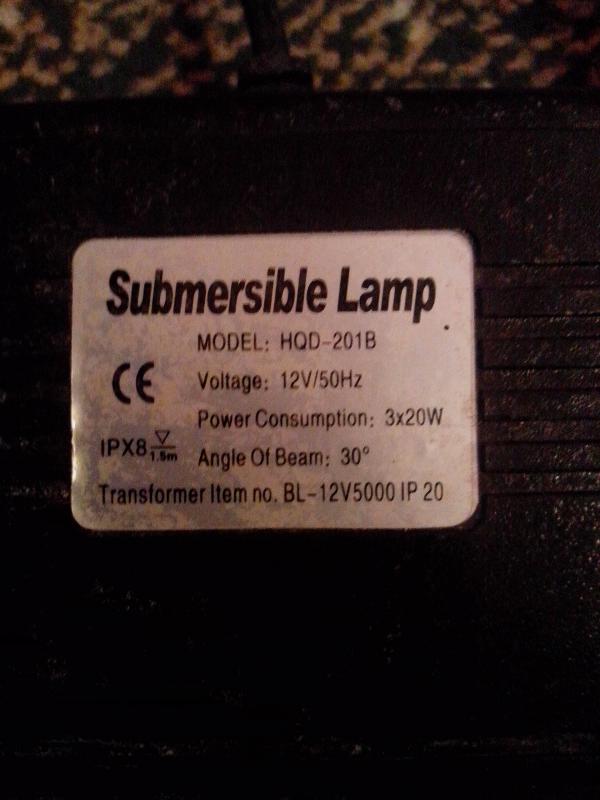 Submersible Lamp
MODEL: HQD-201B
CE
Voltage: 12V/50Hz
Power Consumption: 3x20W
IPX8 1.5m
Angle Of Beam: 30°
Transformer Item no. BL-12V5000 IP 20